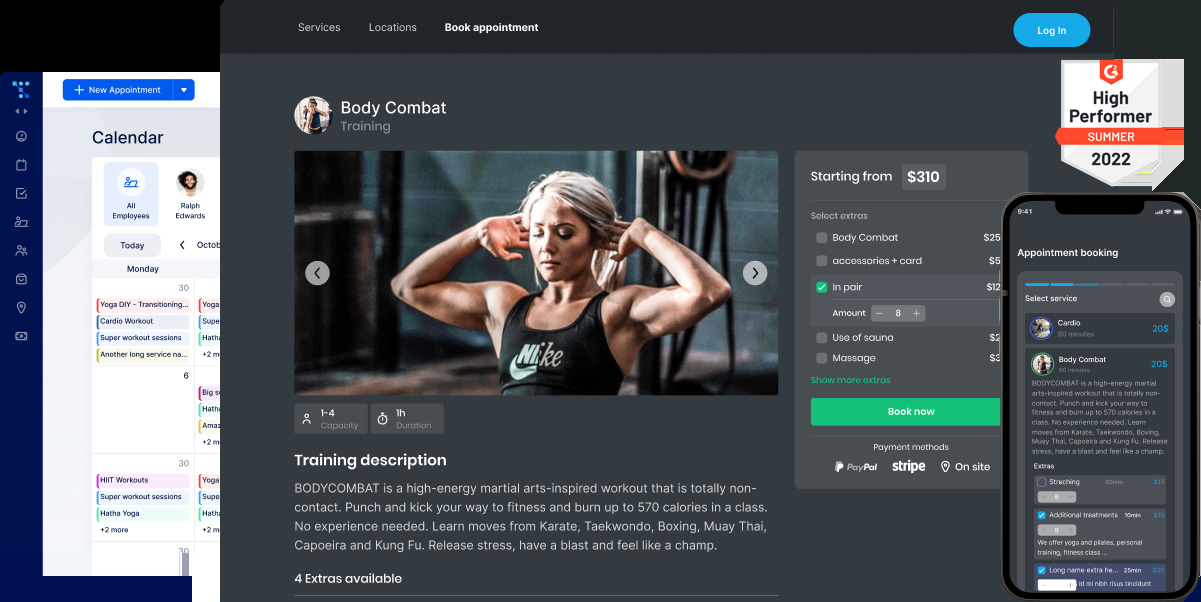 Services
Locations
Book appointment
Log In
New Appointment
Calendar
All
Employees
Ralph
Edwards
Today
Monday
30
Yoga DIY - Transitioning...
Cardio Workout
Super workout sessions
Another long service na...
Yoga
Supe
Hath
6
Big s
Hath
Amaz
30
HIIT Workouts
Super workout sessions
Hatha Yoga
+2 more
Yoga
Supe
Hath
30
Body Combat
Training
Nike
1-4
Capacity
1h
Duration
Training description
BODYCOMBAT is a high-energy martial arts-inspired workout that is totally non-
contact. Punch and kick your way to fitness and burn up to 570 calories in a class.
No experience needed. Learn moves from Karate, Taekwondo, Boxing, Muay Thai,
Capoeira and Kung Fu. Release stress, have a blast and feel like a champ.
4 Extras available
Starting from $310
Select extras
Body Combat $25
accessories + card $5
In pair $12
Amount − 8 +
Use of sauna $2
Massage
Show more extras
Book now
Payment methods
PayPal stripe On site
G2
High
Performer
SUMMER
2022
9:41
Appointment booking
Select service
Cardio
60 minutes
20$
Body Combat
60 minutes
20$
BODYCOMBAT is a high-energy martial
arts-inspired workout that is totally non-
contact. Punch and kick your way to
fitness and burn up to 570 calories in a
class. No experience needed. Learn
moves from Karate, Taekwondo, Boxing,
Muay Thai, Capoeira and Kung Fu. Release
stress, have a blast and feel like a champ.
Extras
Streching 60min $15
− 8 +
Additional treatments 10min $15
− 8 +
We offer yoga and pilates, personal
training, fitness class ...
Long name extra he... 25min $35
id mi nibh risus tincidunt